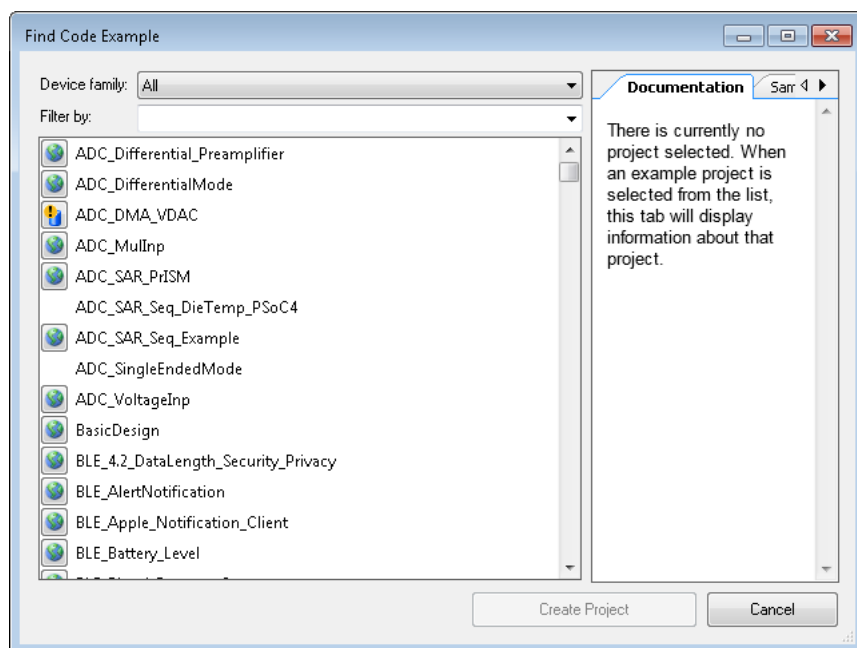 Find Code Example
Device family: All
Filter by:
ADC_Differential_Preamplifier
ADC_DifferentialMode
ADC_DMA_VDAC
ADC_MulInp
ADC_SAR_PrISM
ADC_SAR_Seq_DieTemp_PSoC4
ADC_SAR_Seq_Example
ADC_SingleEndedMode
ADC_VoltageInp
BasicDesign
BLE_4.2_DataLength_Security_Privacy
BLE_AlertNotification
BLE_Apple_Notification_Client
BLE_Battery_Level
Documentation
There is currently no
project selected. When
an example project is
selected from the list,
this tab will display
information about that
project.
Create Project
Cancel